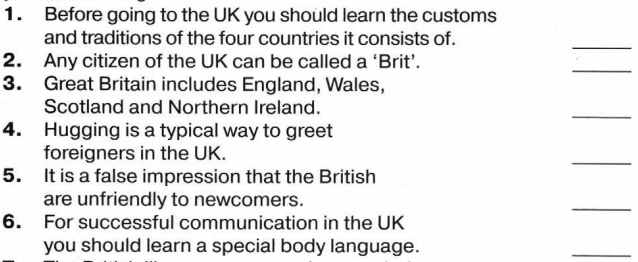 1. Before going to the UK you should learn the customs
and traditions of the four countries it consists of.
2. Any citizen of the UK can be called a ‘Brit’.
3. Great Britain includes England, Wales,
Scotland and Northern Ireland.
4. Hugging is a typical way to greet
foreigners in the UK.
5. It is a false impression that the British
are unfriendly to newcomers.
6. For successful communication in the UK
you should learn a special body language.